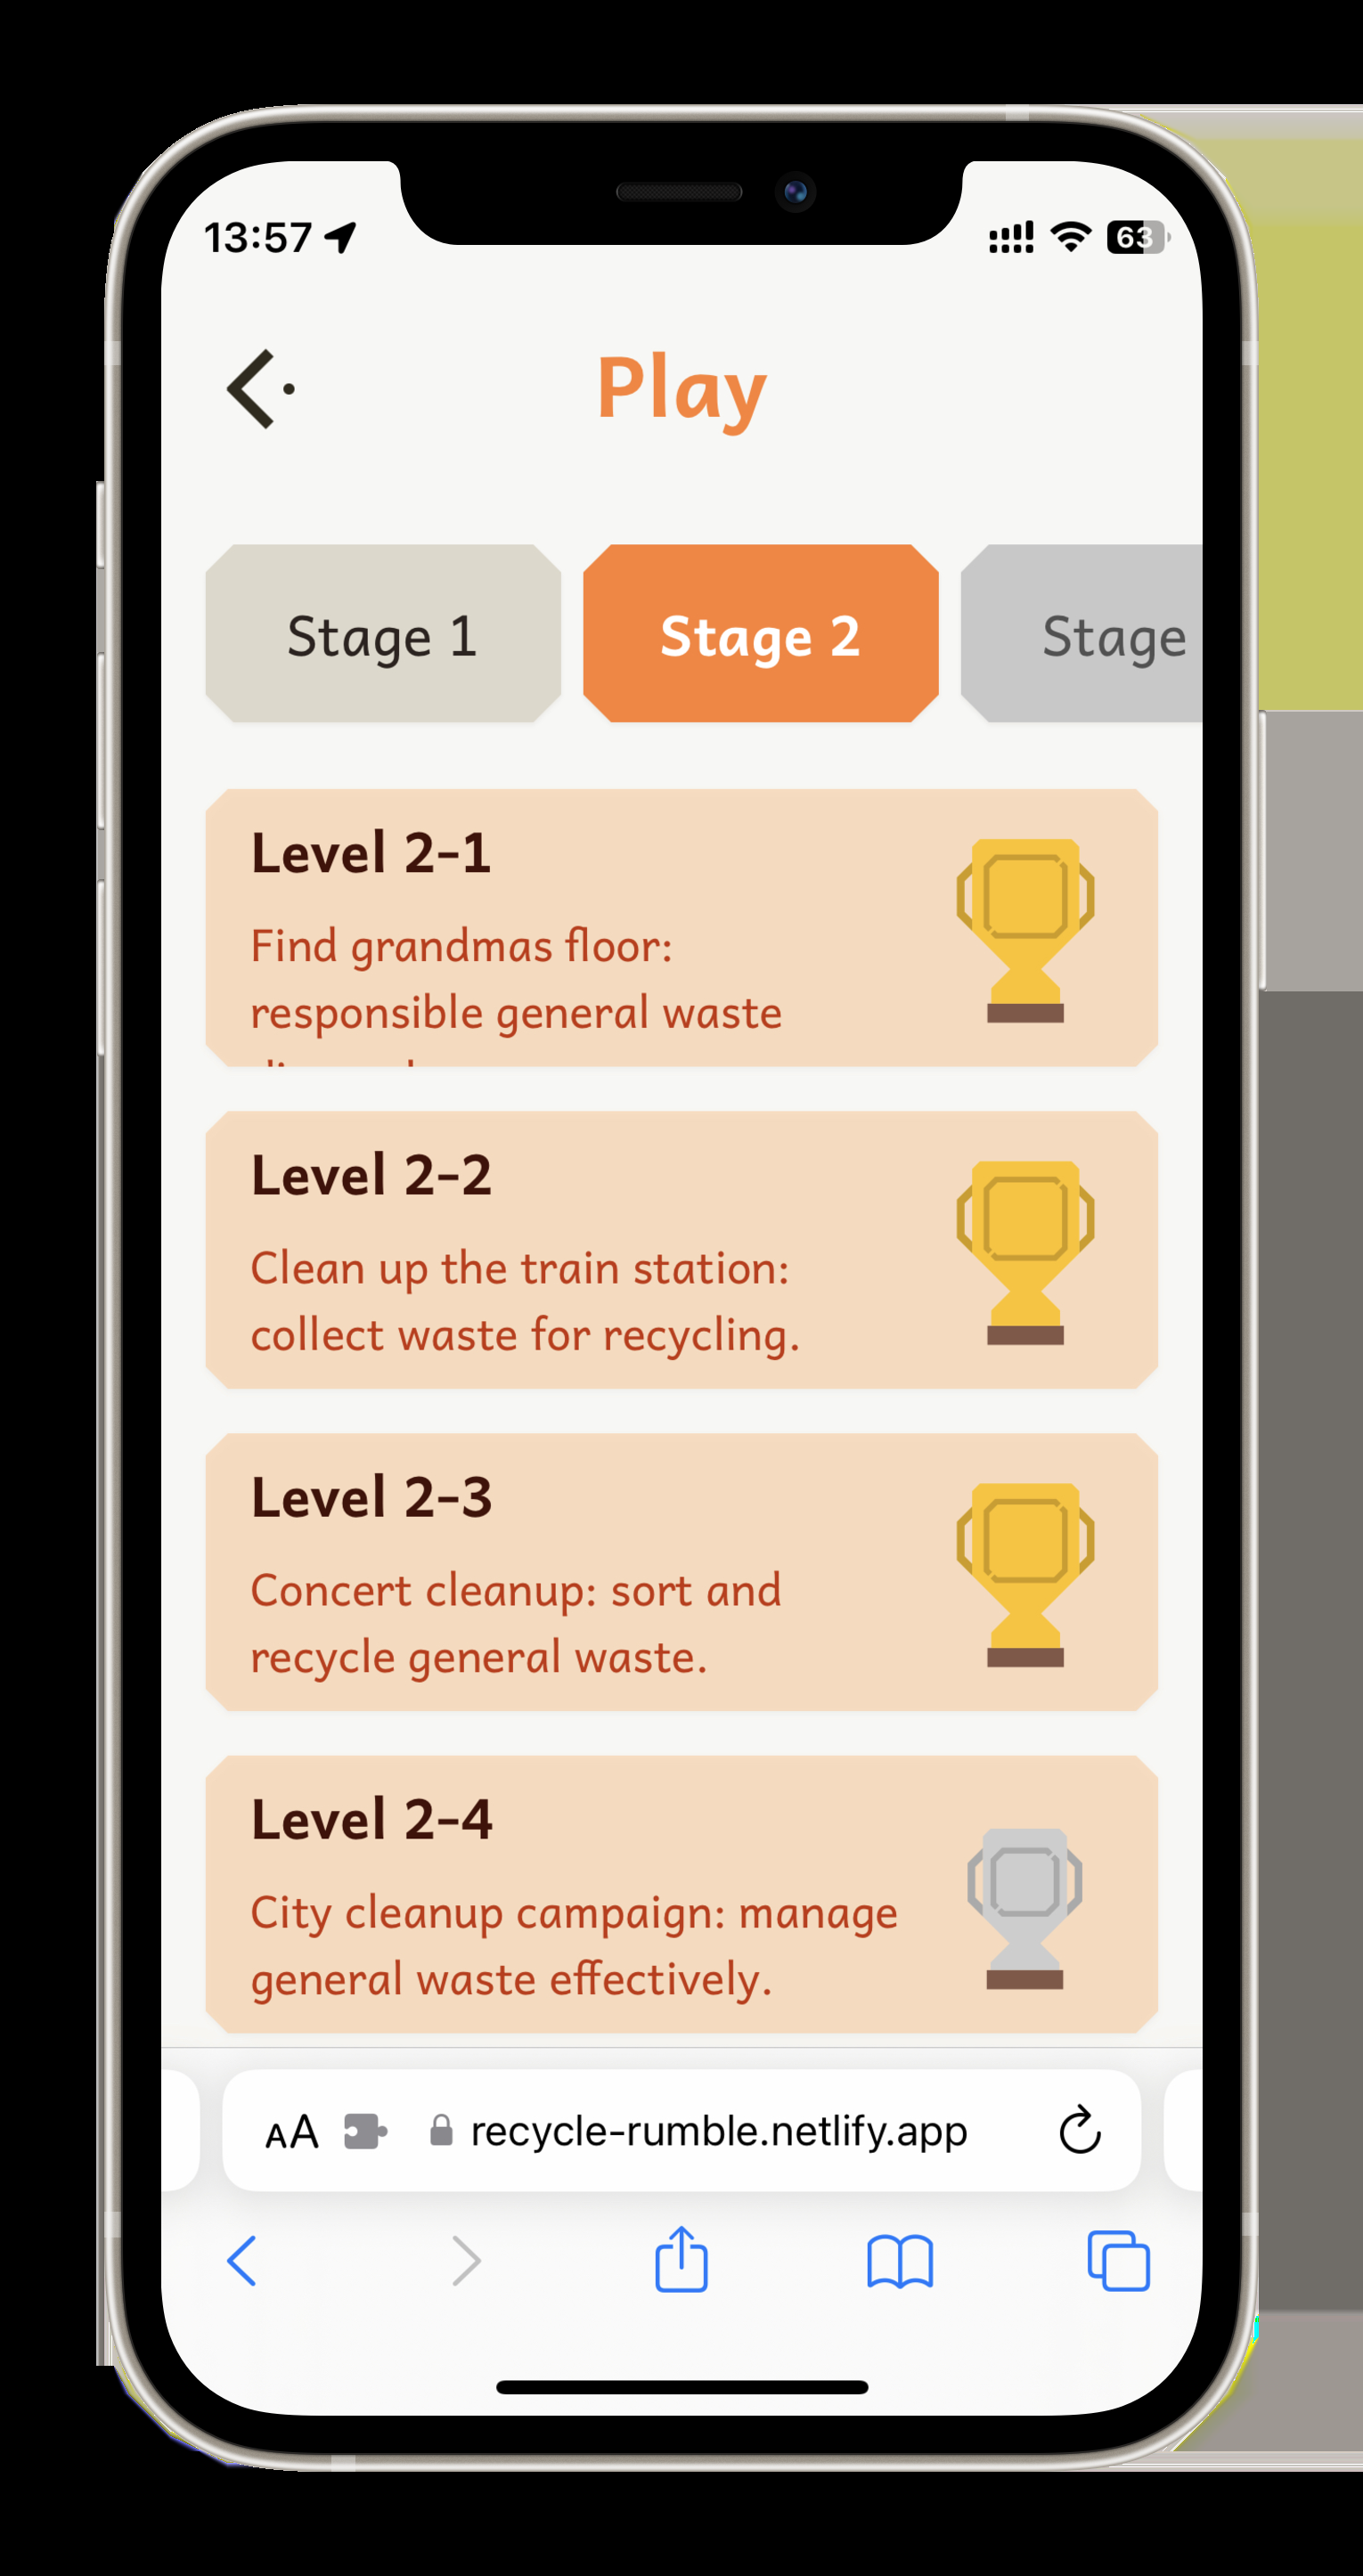 13:57
63
Play
Stage 1
Stage 2
Stage
Level 2-1
Find grandmas floor:
responsible general waste
Level 2-2
Clean up the train station:
collect waste for recycling.
Level 2-3
Concert cleanup: sort and
recycle general waste.
Level 2-4
City cleanup campaign: manage
general waste effectively.
AA
recycle-rumble.netlify.app